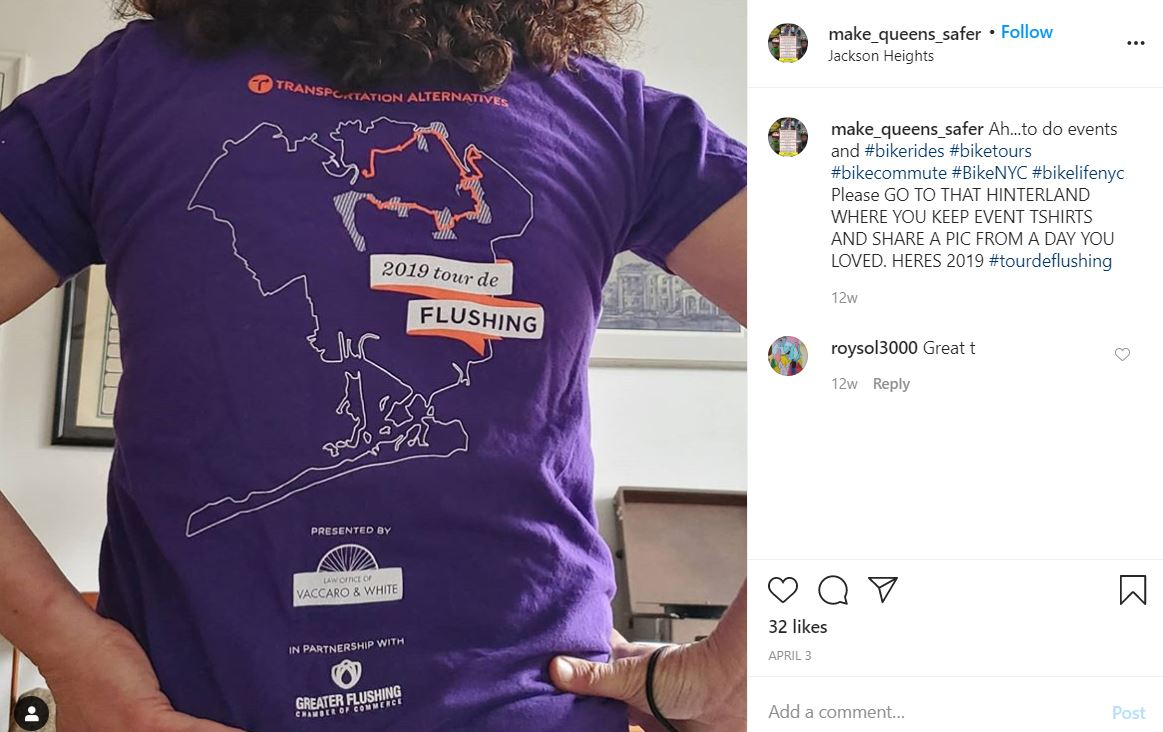 TRANSPORTATION ALTERNATIVES
2019 tour de
FLUSHING
PRESENTED BY
LAW OFFICE OF
VACCARO & WHITE
IN PARTNERSHIP WITH
GREATER FLUSHING
CHAMBER OF COMMERCE
make_queens_safer • Follow
Jackson Heights
make_queens_safer Ah...to do events
and #bikerides #biketours
#bikecommute #BikeNYC #bikelifenyc
Please GO TO THAT HINTERLAND
WHERE YOU KEEP EVENT TSHIRTS
AND SHARE A PIC FROM A DAY YOU
LOVED. HERES 2019 #tourdeflushing
12w
roysol3000 Great t
12w Reply
32 likes
APRIL 3
Add a comment... Post